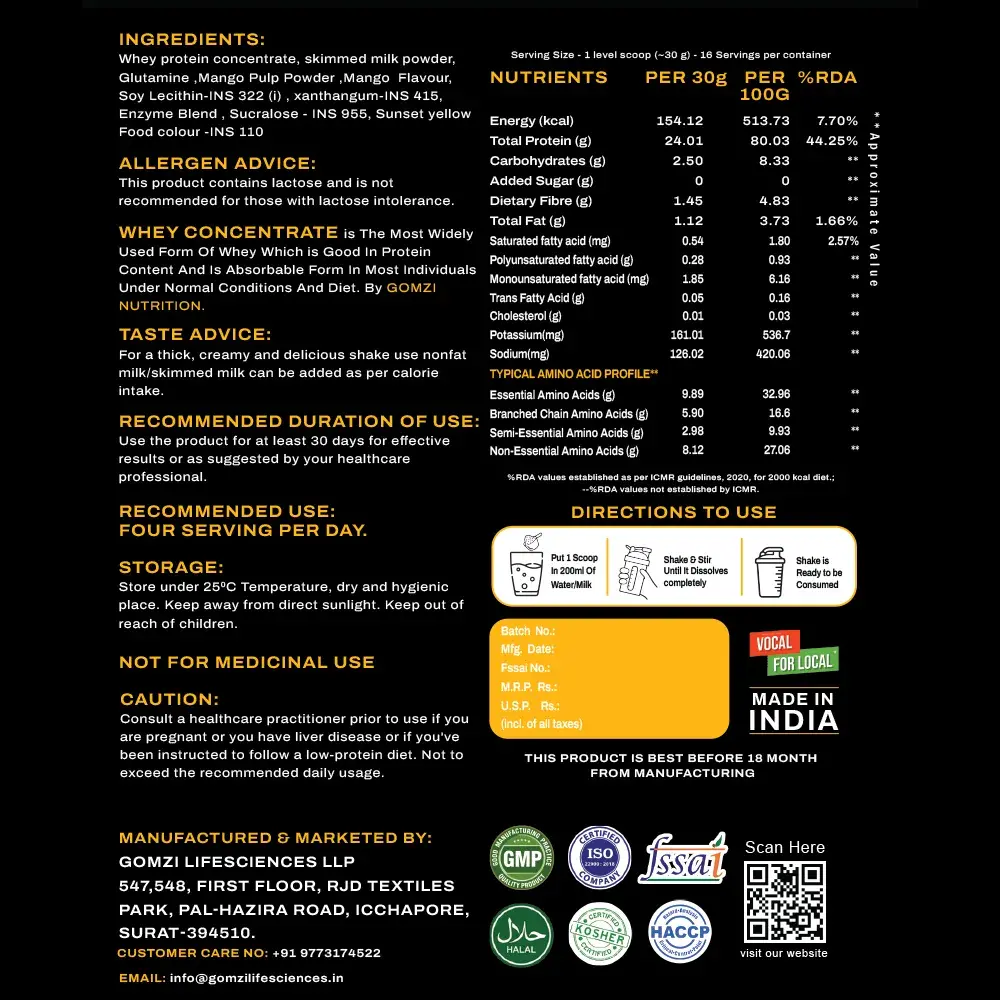 INGREDIENTS:
Whey protein concentrate, skimmed milk powder,
Glutamine ,Mango Pulp Powder ,Mango Flavour,
Soy Lecithin-INS 322 (i) , xanthangum-INS 415,
Enzyme Blend , Sucralose - INS 955, Sunset yellow
Food colour -INS 110
ALLERGEN ADVICE:
This product contains lactose and is not
recommended for those with lactose intolerance.
WHEY CONCENTRATE is The Most Widely
Used Form Of Whey Which is Good In Protein
Content And Is Absorbable Form In Most Individuals
Under Normal Conditions And Diet. By GOMZI
NUTRITION.
TASTE ADVICE:
For a thick, creamy and delicious shake use nonfat
milk/skimmed milk can be added as per calorie
intake.
RECOMMENDED DURATION OF USE:
Use the product for at least 30 days for effective
results or as suggested by your healthcare
professional.
RECOMMENDED USE:
FOUR SERVING PER DAY.
STORAGE:
Store under 25ºC Temperature, dry and hygienic
place. Keep away from direct sunlight. Keep out of
reach of children.
NOT FOR MEDICINAL USE
CAUTION:
Consult a healthcare practitioner prior to use if you
are pregnant or you have liver disease or if you've
been instructed to follow a low-protein diet. Not to
exceed the recommended daily usage.
MANUFACTURED & MARKETED BY:
GOMZI LIFESCIENCES LLP
547,548, FIRST FLOOR, RJD TEXTILES
PARK, PAL-HAZIRA ROAD, ICCHAPORE,
SURAT-394510.
CUSTOMER CARE NO: +91 9773174522
EMAIL: info@gomzilifesciences.in
Serving Size - 1 level scoop (~30 g) - 16 Servings per container
NUTRIENTS PER 30g PER 100G %RDA
Energy (kcal) 154.12 513.73 7.70%
Total Protein (g) 24.01 80.03 44.25%
Carbohydrates (g) 2.50 8.33 **
Added Sugar (g) 0 0 **
Dietary Fibre (g) 1.45 4.83 **
Total Fat (g) 1.12 3.73 1.66%
Saturated fatty acid (mg) 0.54 1.80 2.57%
Polyunsaturated fatty acid (g) 0.28 0.93 **
Monounsaturated fatty acid (mg) 1.85 6.16 **
Trans Fatty Acid (g) 0.05 0.16 **
Cholesterol (g) 0.01 0.03 **
Potassium(mg) 161.01 536.7 **
Sodium(mg) 126.02 420.06 **
TYPICAL AMINO ACID PROFILE**
Essential Amino Acids (g) 9.89 32.96 **
Branched Chain Amino Acids (g) 5.90 16.6 **
Semi-Essential Amino Acids (g) 2.98 9.93 **
Non-Essential Amino Acids (g) 8.12 27.06 **
**Approximate Value
%RDA values established as per ICMR guidelines, 2020, for 2000 kcal diet.;
--%RDA values not established by ICMR.
DIRECTIONS TO USE
Put 1 Scoop
In 200ml Of
Water/Milk
Shake & Stir
Until It Dissolves
completely
Shake is
Ready to be
Consumed
Batch No.:
Mfg. Date:
Fssai No.:
M.R.P. Rs.:
U.S.P. Rs.:
(incl. of all taxes)
VOCAL
FOR LOCAL
MADE IN
INDIA
THIS PRODUCT IS BEST BEFORE 18 MONTH
FROM MANUFACTURING
GOOD MANUFACTURING PRACTICE
GMP
QUALITY PRODUCT
CERTIFIED
ISO
22000 : 2018
COMPANY
fssai
حلال
HALAL
CERTIFIED
KOSHER
CERTIFIED
Hazard-Analysis
HACCP
Critical-Control-Point
Scan Here
visit our website